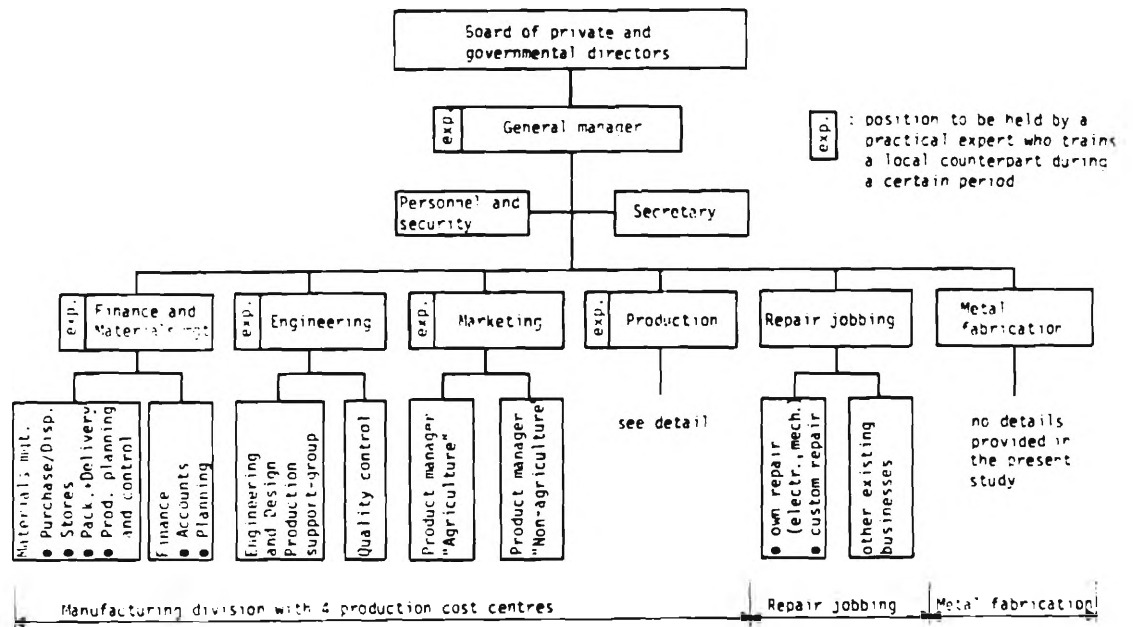 Board of private and
governmental directors
exp.
General manager
exp.
: position to be held by a
practical expert who trains
a local counterpart during
a certain period
Personnel and
security
Secretary
exp.
Finance and
Materials mgt.
exp.
Engineering
exp.
Marketing
exp.
Production
Repair jobbing
Metal
fabrication
Materials mgt.
• Purchase/Disp.
• Stores
• Pack.+Delivery
• Prod. planning
and control
Finance
• Accounts
• Planning
Engineering
and Design
Production
support-group
Quality control
Product manager
"Agriculture"
Product manager
"Non-agriculture"
see detail
• own repair
(electr.,mech.)
• custom repair
other existing
businesses
no details
provided in
the present
study
Manufacturing division with 4 production cost centres
Repair jobbing
Metal fabrication